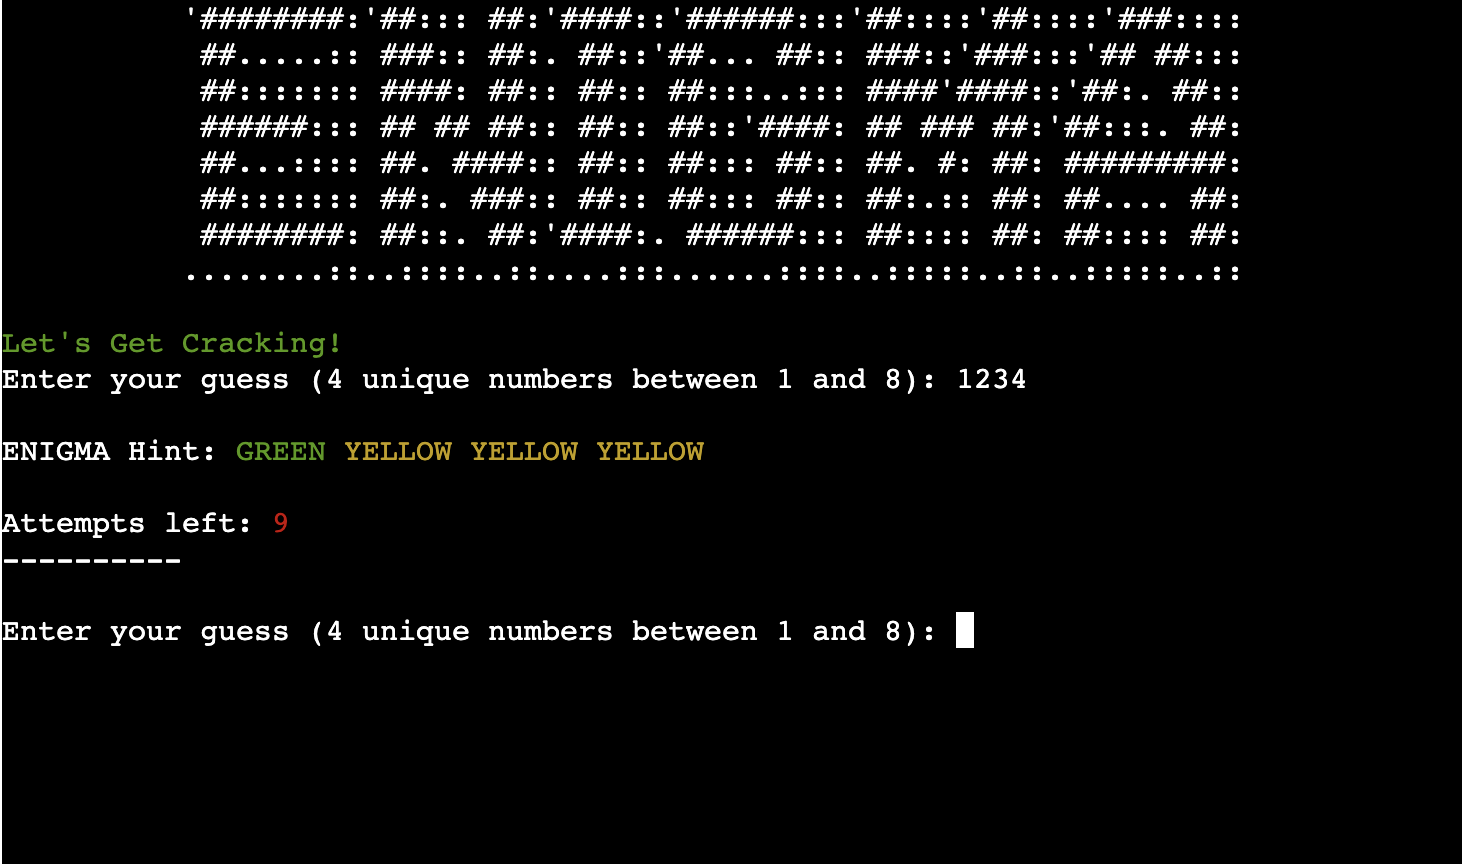 '########:'##::: ##:'####::'######:::'##::::'##::::'###::::
##.....:: ###:: ##:. ##::'##... ##:: ###::'###:::'## ##:::
##::::::: ####: ##:: ##:: ##:::..::: ####'####::'##:. ##::
######::: ## ## ##:: ##:: ##::'####: ## ### ##:'##:::. ##:
##...:::: ##. ####:: ##:: ##::: ##:: ##. #: ##: #########:
##::::::: ##:. ###:: ##:: ##::: ##:: ##:.:: ##: ##.... ##:
########: ##::. ##:'####:. ######::: ##:::: ##: ##:::: ##:
........::..::::..::....:::......::::..:::::..::..:::::..::
Let's Get Cracking!
Enter your guess (4 unique numbers between 1 and 8): 1234
ENIGMA Hint: GREEN YELLOW YELLOW YELLOW
Attempts left: 9
----------
Enter your guess (4 unique numbers between 1 and 8):